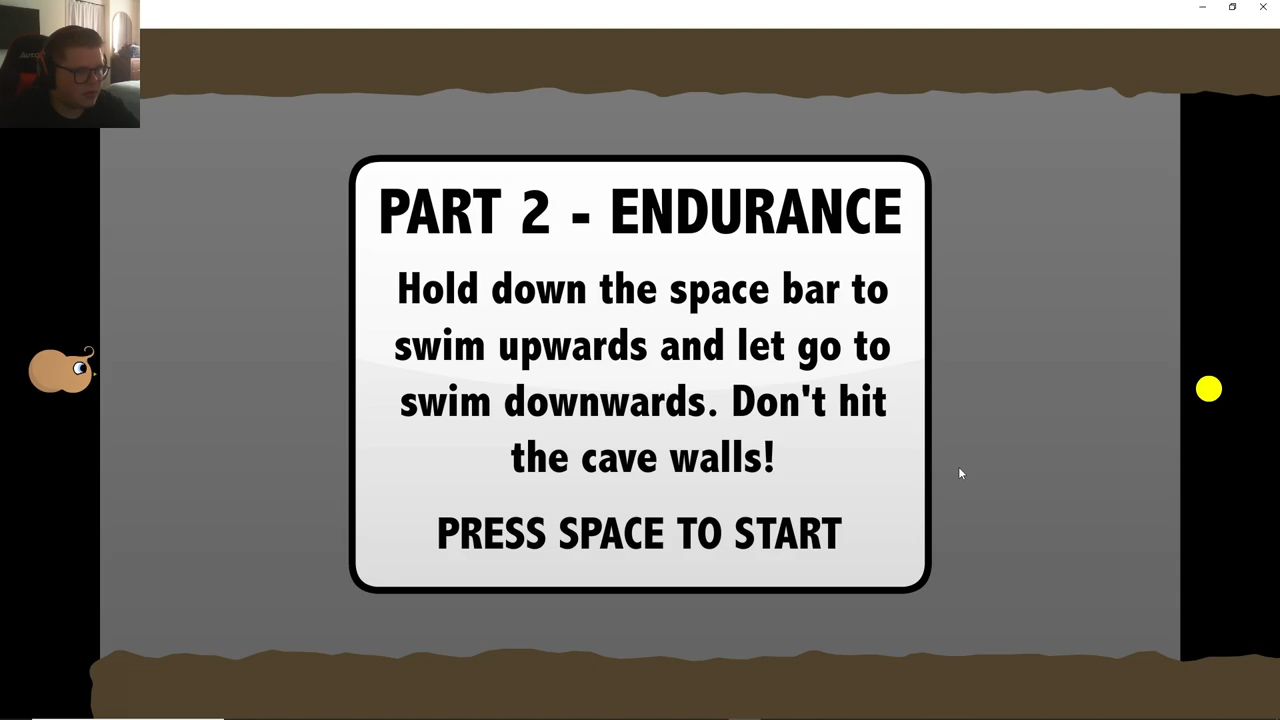 PART 2 - ENDURANCE
Hold down the space bar to
swim upwards and let go to
swim downwards. Don't hit
the cave walls!
PRESS SPACE TO START